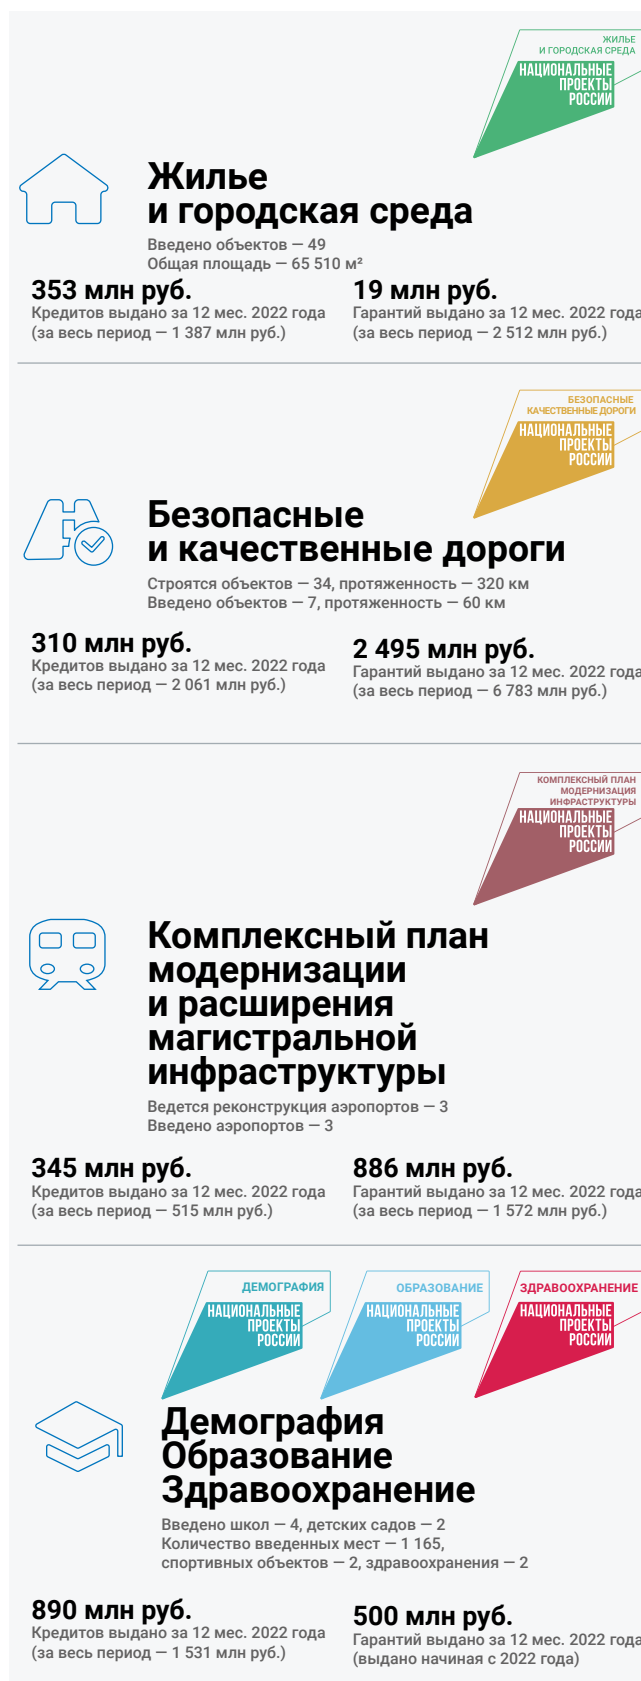 ЖИЛЬЕ
И ГОРОДСКАЯ СРЕДА
НАЦИОНАЛЬНЫЕ
ПРОЕКТЫ
РОССИИ
Жилье
и городская среда
Введено объектов — 49
Общая площадь — 65 510 м²
353 млн руб.
Кредитов выдано за 12 мес. 2022 года
(за весь период — 1 387 млн руб.)
19 млн руб.
Гарантий выдано за 12 мес. 2022 года
(за весь период — 2 512 млн руб.)
БЕЗОПАСНЫЕ
КАЧЕСТВЕННЫЕ ДОРОГИ
НАЦИОНАЛЬНЫЕ
ПРОЕКТЫ
РОССИИ
Безопасные
и качественные дороги
Строятся объектов — 34, протяженность — 320 км
Введено объектов — 7, протяженность — 60 км
310 млн руб.
Кредитов выдано за 12 мес. 2022 года
(за весь период — 2 061 млн руб.)
2 495 млн руб.
Гарантий выдано за 12 мес. 2022 года
(за весь период — 6 783 млн руб.)
КОМПЛЕКСНЫЙ ПЛАН
МОДЕРНИЗАЦИЯ
ИНФРАСТРУКТУРЫ
НАЦИОНАЛЬНЫЕ
ПРОЕКТЫ
РОССИИ
Комплексный план
модернизации
и расширения
магистральной
инфраструктуры
Ведется реконструкция аэропортов — 3
Введено аэропортов — 3
345 млн руб.
Кредитов выдано за 12 мес. 2022 года
(за весь период — 515 млн руб.)
886 млн руб.
Гарантий выдано за 12 мес. 2022 года
(за весь период — 1 572 млн руб.)
ДЕМОГРАФИЯ
НАЦИОНАЛЬНЫЕ
ПРОЕКТЫ
РОССИИ
ОБРАЗОВАНИЕ
НАЦИОНАЛЬНЫЕ
ПРОЕКТЫ
РОССИИ
ЗДРАВООХРАНЕНИЕ
НАЦИОНАЛЬНЫЕ
ПРОЕКТЫ
РОССИИ
Демография
Образование
Здравоохранение
Введено школ — 4, детских садов — 2
Количество введенных мест — 1 165,
спортивных объектов — 2, здравоохранения — 2
890 млн руб.
Кредитов выдано за 12 мес. 2022 года
(за весь период — 1 531 млн руб.)
500 млн руб.
Гарантий выдано за 12 мес. 2022 года
(выдано начиная с 2022 года)